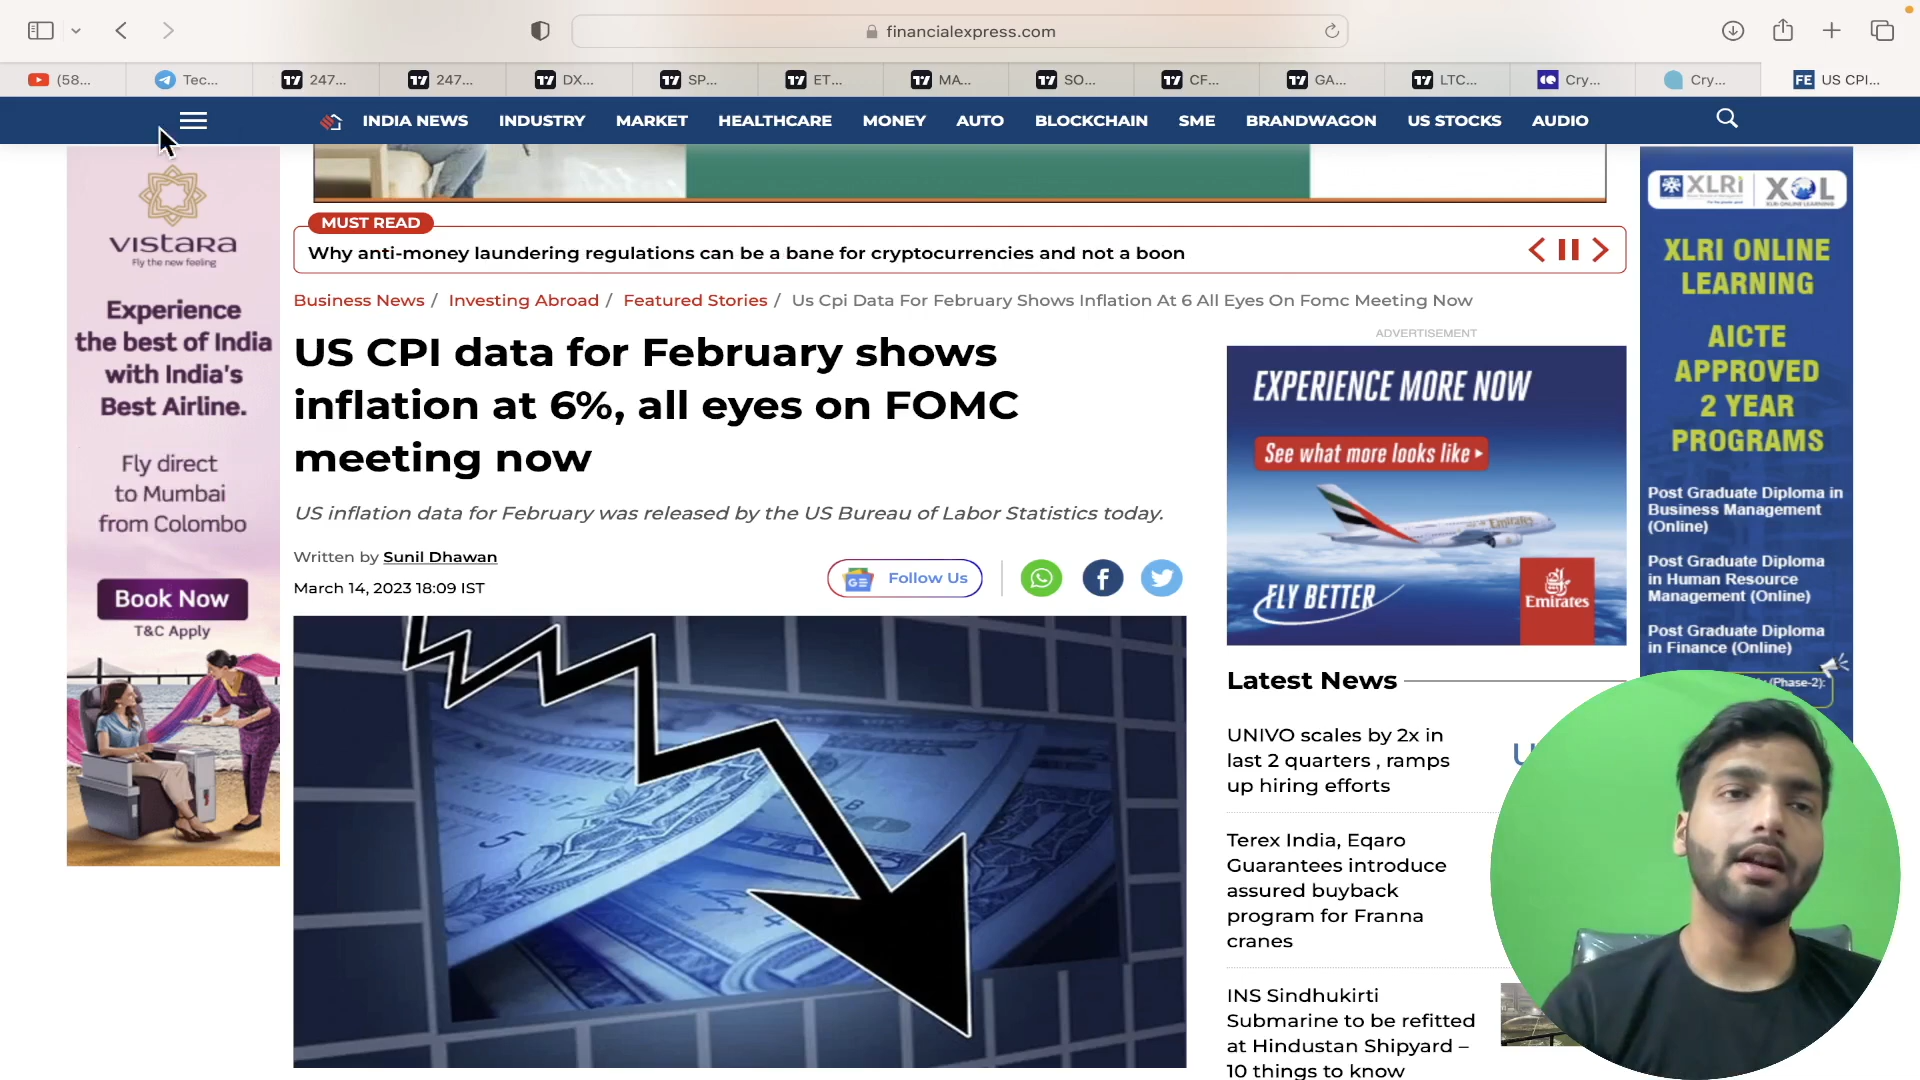 financialexpress.com
(58...
Tec...
247...
247...
DX...
SP...
ET...
MA...
SO...
CF...
GA...
LTC...
Cry...
Cry...
FE US CPI...
INDIA NEWS INDUSTRY MARKET HEALTHCARE MONEY AUTO BLOCKCHAIN SME BRANDWAGON US STOCKS AUDIO
MUST READ
Why anti-money laundering regulations can be a bane for cryptocurrencies and not a boon
Business News / Investing Abroad / Featured Stories / Us Cpi Data For February Shows Inflation At 6 All Eyes On Fomc Meeting Now
US CPI data for February shows
inflation at 6%, all eyes on FOMC
meeting now
US inflation data for February was released by the US Bureau of Labor Statistics today.
Written by Sunil Dhawan
March 14, 2023 18:09 IST
GE Follow Us
VISTARA
Fly the new feeling
Experience
the best of India
with India's
Best Airline.
Fly direct
to Mumbai
from Colombo
Book Now
T&C Apply
ADVERTISEMENT
EXPERIENCE MORE NOW
See what more looks like
FLY BETTER
Emirates
Emirates
Latest News
UNIVO scales by 2x in
last 2 quarters , ramps
up hiring efforts
Terex India, Eqaro
Guarantees introduce
assured buyback
program for Franna
cranes
INS Sindhukirti
Submarine to be refitted
at Hindustan Shipyard –
10 things to know
XLRI XOL
XLRI ONLINE
LEARNING
AICTE
APPROVED
2 YEAR
PROGRAMS
Post Graduate Diploma in
Business Management
(Online)
Post Graduate Diploma
in Human Resource
Management (Online)
Post Graduate Diploma
in Finance (Online)
(Phase-2):